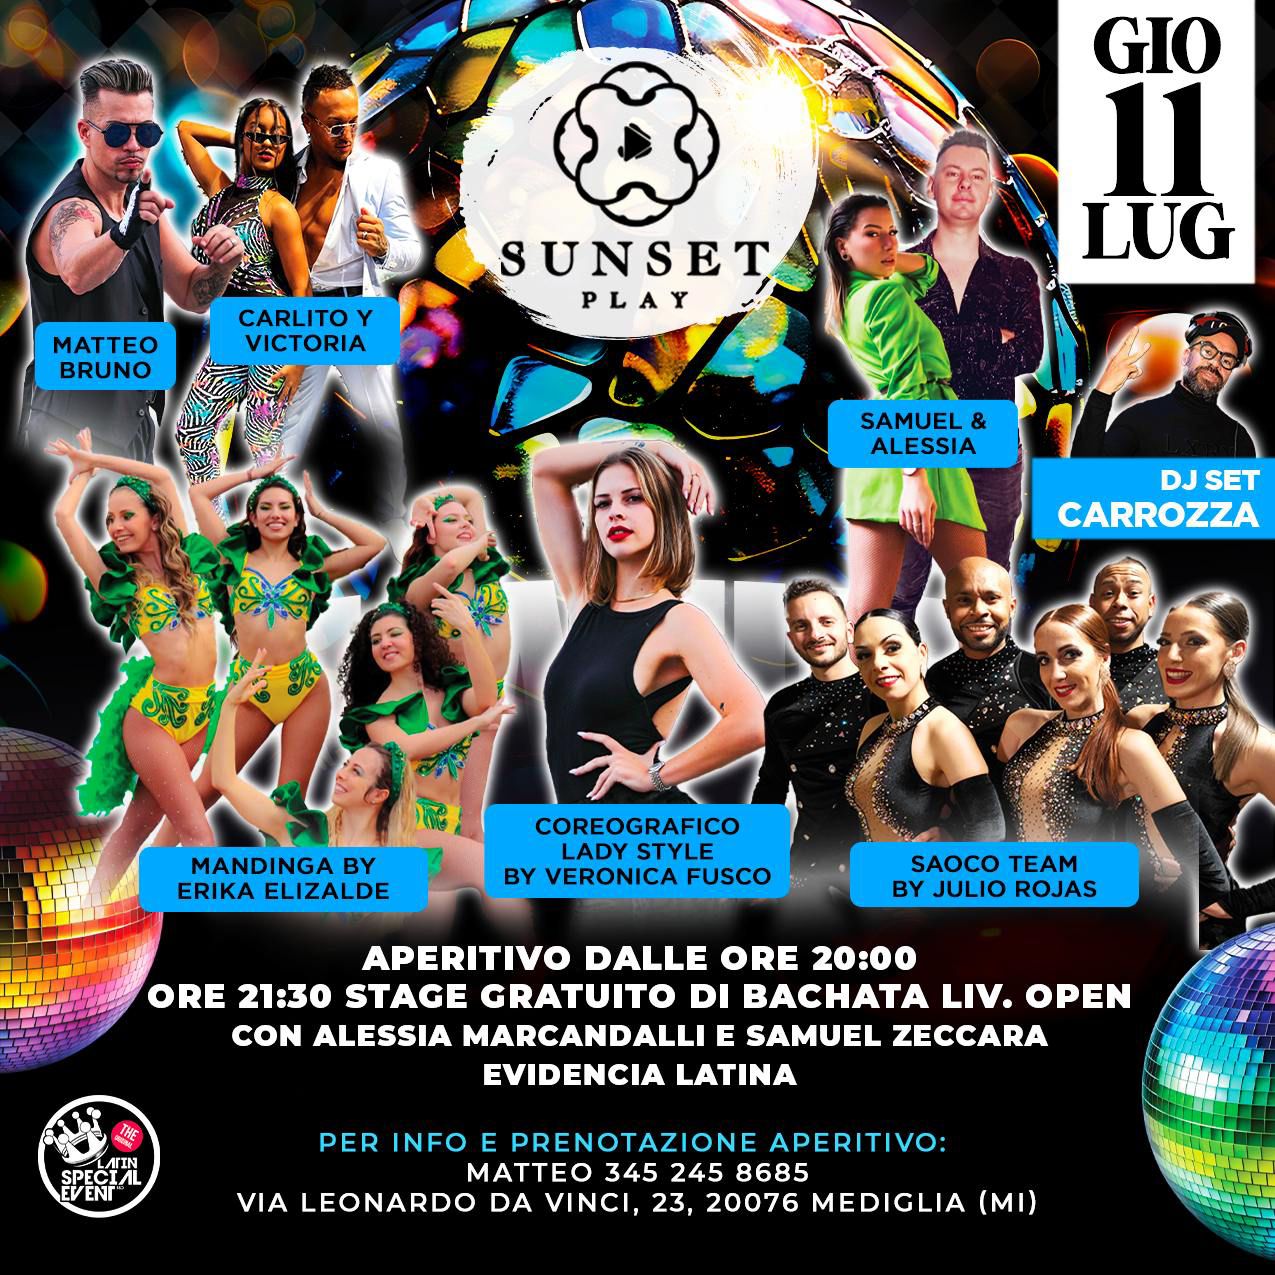 GIO
11
LUG
SUNSET
PLAY
MATTEO
BRUNO
CARLITO Y
VICTORIA
SAMUEL &
ALESSIA
DJ SET
CARROZZA
MANDINGA BY
ERIKA ELIZALDE
COREOGRAFICO
LADY STYLE
BY VERONICA FUSCO
SAOCO TEAM
BY JULIO ROJAS
APERITIVO DALLE ORE 20:00
ORE 21:30 STAGE GRATUITO DI BACHATA LIV. OPEN
CON ALESSIA MARCANDALLI E SAMUEL ZECCARA
EVIDENCIA LATINA
THE
ORIGINAL
LATIN
SPECIAL
EVENT
PER INFO E PRENOTAZIONE APERITIVO:
MATTEO 345 245 8685
VIA LEONARDO DA VINCI, 23, 20076 MEDIGLIA (MI)